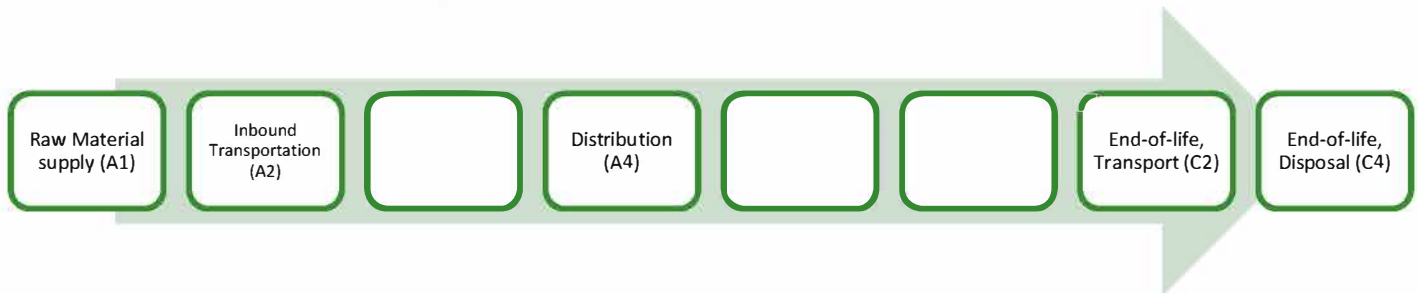 Raw Material
supply (A1)
Inbound
Transportation
(A2)
Distribution
(A4)
End-of-life,
Transport (C2)
End-of-life,
Disposal (C4)